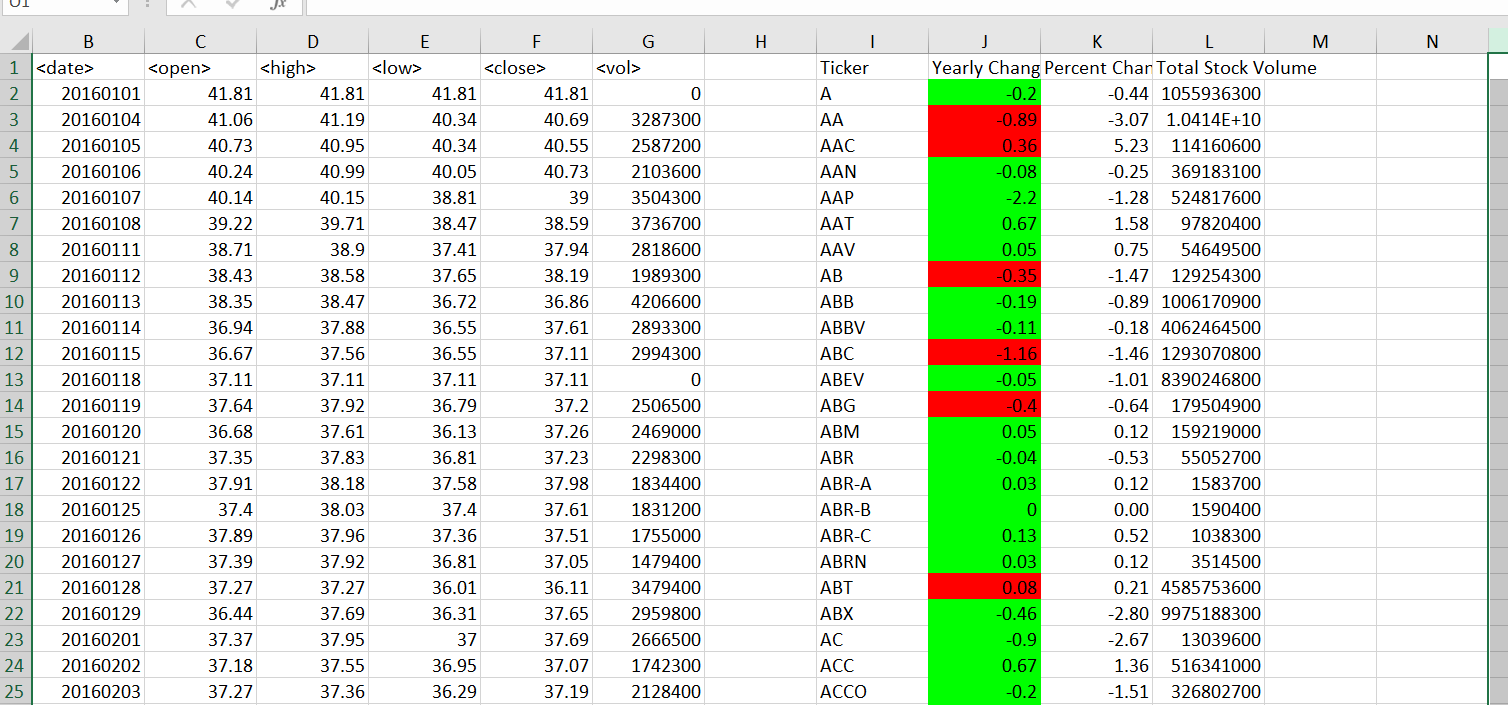 O1 fx
B C D E F G H I J K L M N
1 <date> <open> <high> <low> <close> <vol> Ticker Yearly Chang Percent Chan Total Stock Volume
2 20160101 41.81 41.81 41.81 41.81 0 A -0.2 -0.44 1055936300
3 20160104 41.06 41.19 40.34 40.69 3287300 AA -0.89 -3.07 1.0414E+10
4 20160105 40.73 40.95 40.34 40.55 2587200 AAC 0.36 5.23 114160600
5 20160106 40.24 40.99 40.05 40.73 2103600 AAN -0.08 -0.25 369183100
6 20160107 40.14 40.15 38.81 39 3504300 AAP -2.2 -1.28 524817600
7 20160108 39.22 39.71 38.47 38.59 3736700 AAT 0.67 1.58 97820400
8 20160111 38.71 38.9 37.41 37.94 2818600 AAV 0.05 0.75 54649500
9 20160112 38.43 38.58 37.65 38.19 1989300 AB -0.35 -1.47 129254300
10 20160113 38.35 38.47 36.72 36.86 4206600 ABB -0.19 -0.89 1006170900
11 20160114 36.94 37.88 36.55 37.61 2893300 ABBV -0.11 -0.18 4062464500
12 20160115 36.67 37.56 36.55 37.11 2994300 ABC -1.16 -1.46 1293070800
13 20160118 37.11 37.11 37.11 37.11 0 ABEV -0.05 -1.01 8390246800
14 20160119 37.64 37.92 36.79 37.2 2506500 ABG -0.4 -0.64 179504900
15 20160120 36.68 37.61 36.13 37.26 2469000 ABM 0.05 0.12 159219000
16 20160121 37.35 37.83 36.81 37.23 2298300 ABR -0.04 -0.53 55052700
17 20160122 37.91 38.18 37.58 37.98 1834400 ABR-A 0.03 0.12 1583700
18 20160125 37.4 38.03 37.4 37.61 1831200 ABR-B 0 0.00 1590400
19 20160126 37.89 37.96 37.36 37.51 1755000 ABR-C 0.13 0.52 1038300
20 20160127 37.39 37.92 36.81 37.05 1479400 ABRN 0.03 0.12 3514500
21 20160128 37.27 37.27 36.01 36.11 3479400 ABT 0.08 0.21 4585753600
22 20160129 36.44 37.69 36.31 37.65 2959800 ABX -0.46 -2.80 9975188300
23 20160201 37.37 37.95 37 37.69 2666500 AC -0.9 -2.67 13039600
24 20160202 37.18 37.55 36.95 37.07 1742300 ACC 0.67 1.36 516341000
25 20160203 37.27 37.36 36.29 37.19 2128400 ACCO -0.2 -1.51 326802700